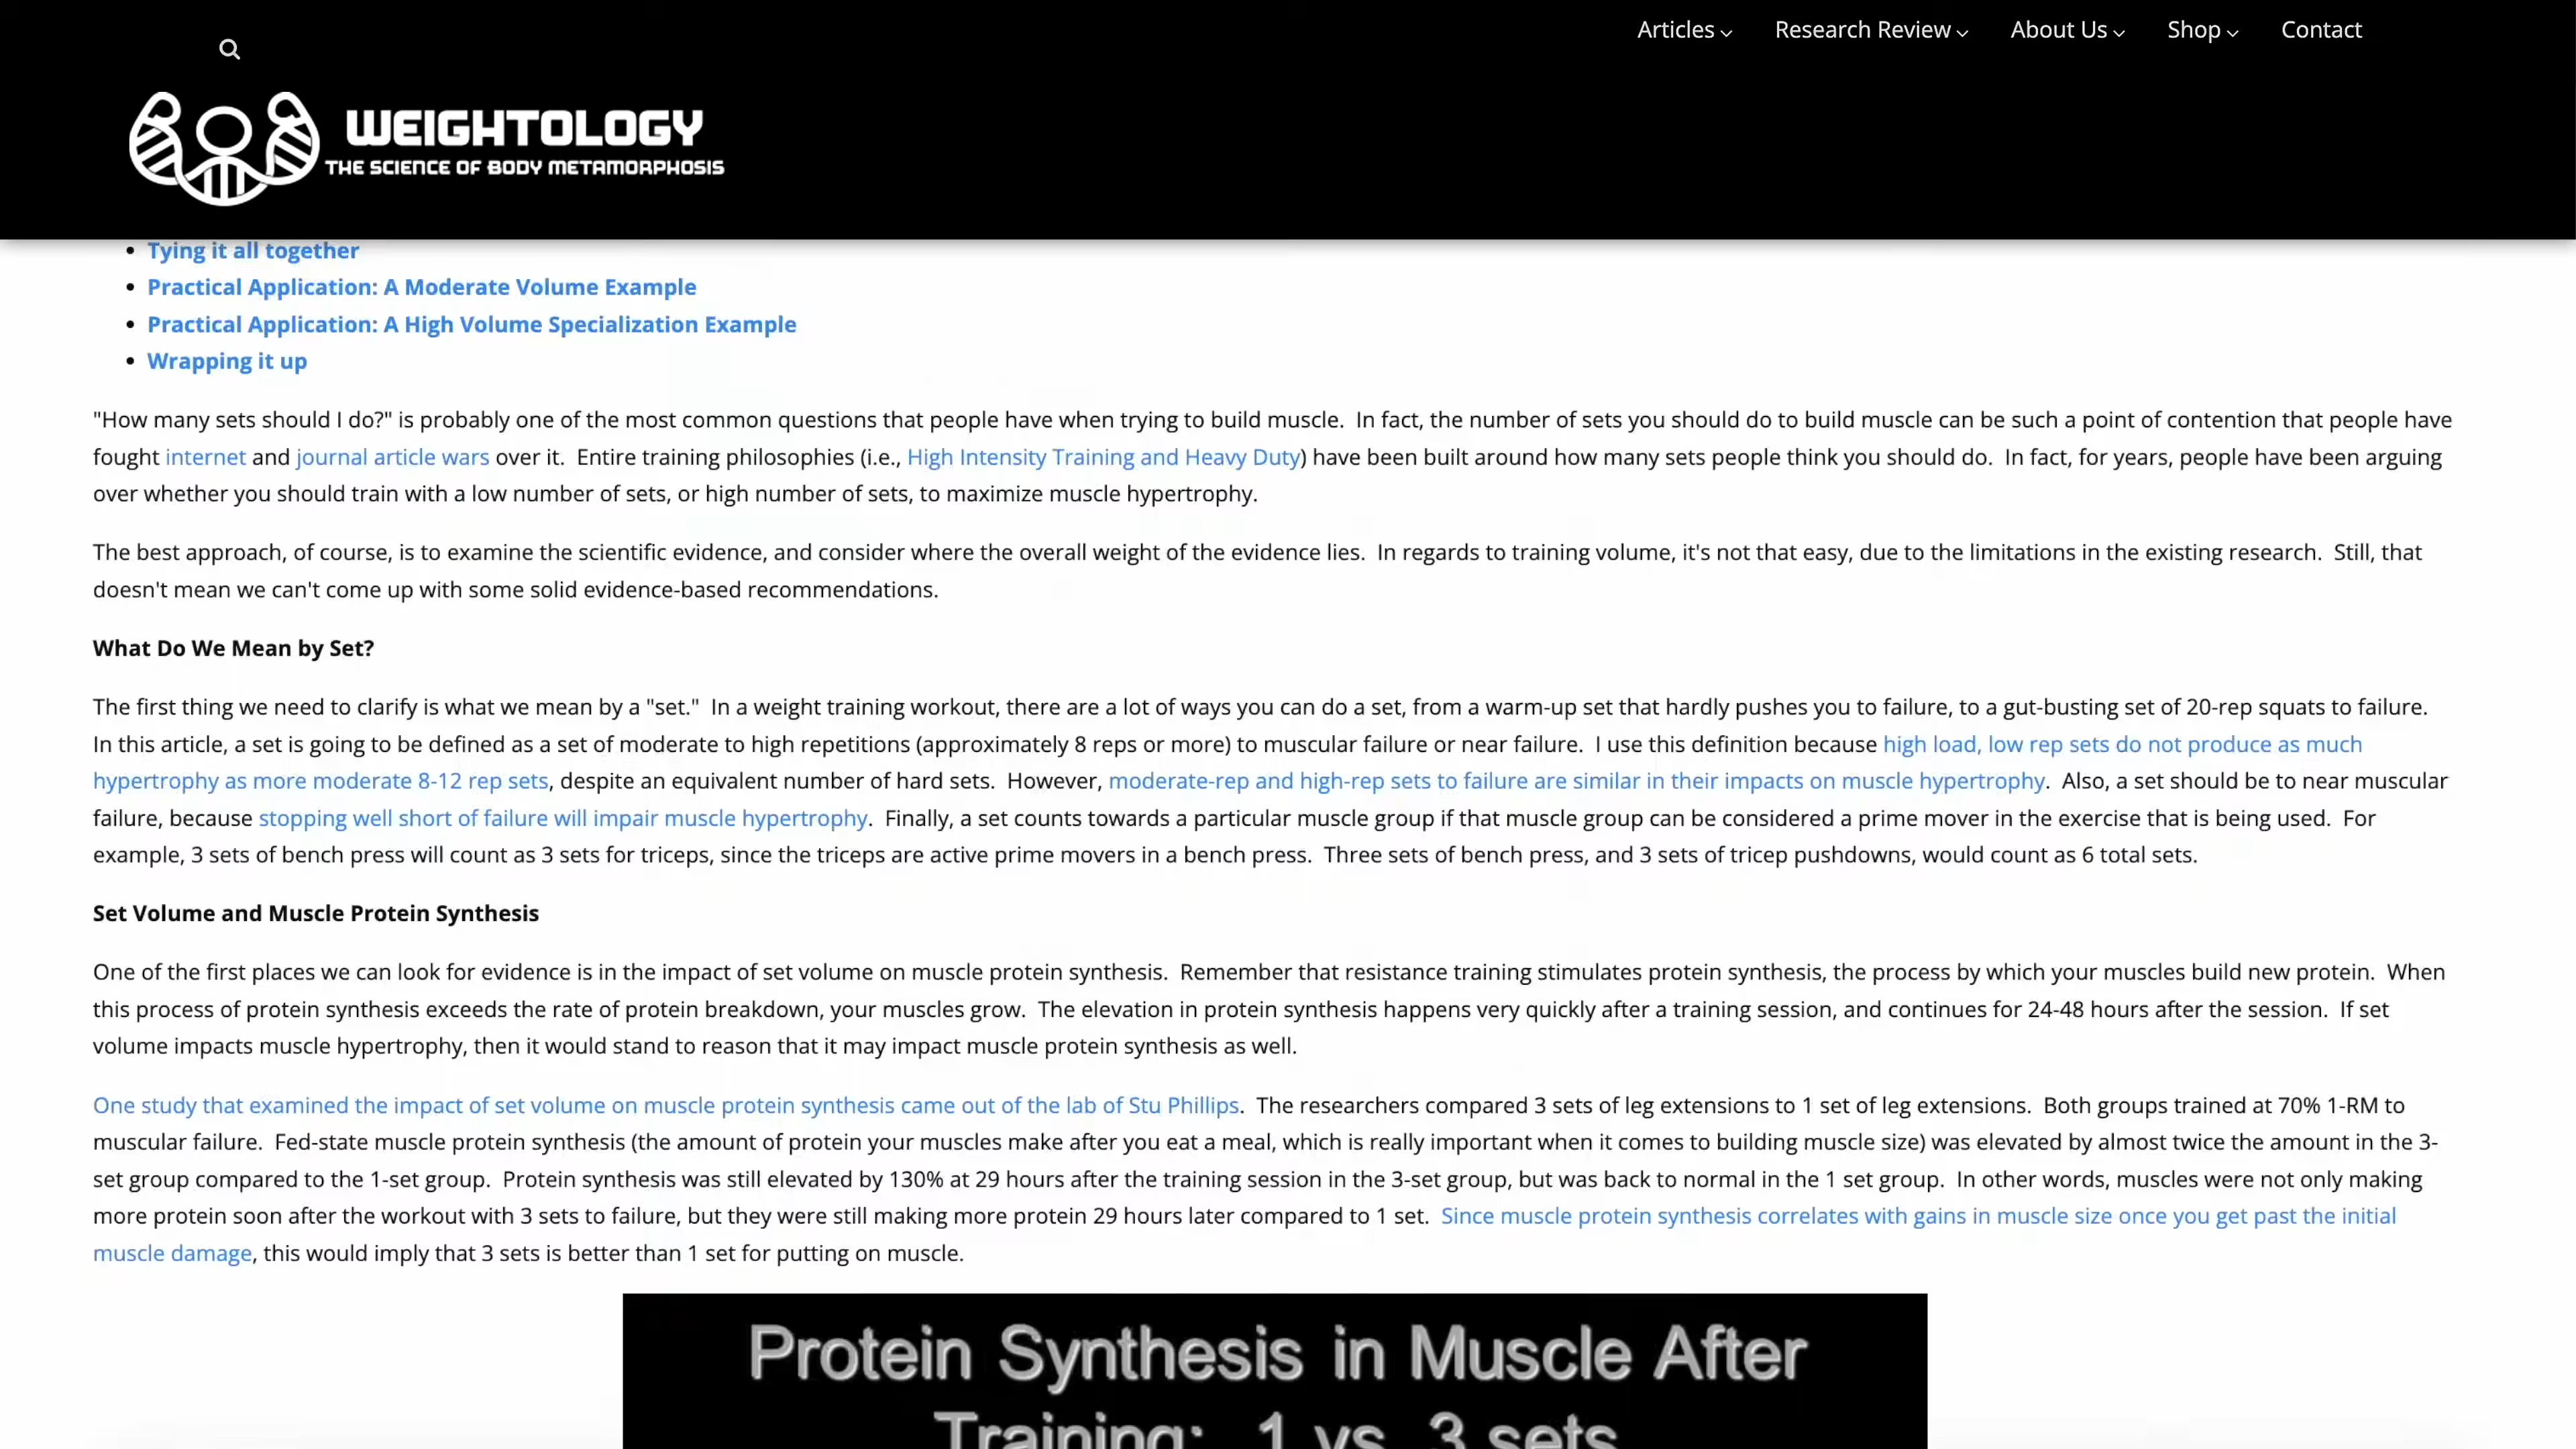 Articles Research Review About Us Shop Contact
WEIGHTOLOGY
THE SCIENCE OF BODY METAMORPHOSIS
• Tying it all together
• Practical Application: A Moderate Volume Example
• Practical Application: A High Volume Specialization Example
• Wrapping it up
"How many sets should I do?" is probably one of the most common questions that people have when trying to build muscle.  In fact, the number of sets you should do to build muscle can be such a point of contention that people have
fought internet and journal article wars over it.  Entire training philosophies (i.e., High Intensity Training and Heavy Duty) have been built around how many sets people think you should do.  In fact, for years, people have been arguing
over whether you should train with a low number of sets, or high number of sets, to maximize muscle hypertrophy.
The best approach, of course, is to examine the scientific evidence, and consider where the overall weight of the evidence lies.  In regards to training volume, it's not that easy, due to the limitations in the existing research.  Still, that
doesn't mean we can't come up with some solid evidence-based recommendations.
What Do We Mean by Set?
The first thing we need to clarify is what we mean by a "set."  In a weight training workout, there are a lot of ways you can do a set, from a warm-up set that hardly pushes you to failure, to a gut-busting set of 20-rep squats to failure.
In this article, a set is going to be defined as a set of moderate to high repetitions (approximately 8 reps or more) to muscular failure or near failure.  I use this definition because high load, low rep sets do not produce as much
hypertrophy as more moderate 8-12 rep sets, despite an equivalent number of hard sets.  However, moderate-rep and high-rep sets to failure are similar in their impacts on muscle hypertrophy.  Also, a set should be to near muscular
failure, because stopping well short of failure will impair muscle hypertrophy.  Finally, a set counts towards a particular muscle group if that muscle group can be considered a prime mover in the exercise that is being used.  For
example, 3 sets of bench press will count as 3 sets for triceps, since the triceps are active prime movers in a bench press.  Three sets of bench press, and 3 sets of tricep pushdowns, would count as 6 total sets.
Set Volume and Muscle Protein Synthesis
One of the first places we can look for evidence is in the impact of set volume on muscle protein synthesis.  Remember that resistance training stimulates protein synthesis, the process by which your muscles build new protein.  When
this process of protein synthesis exceeds the rate of protein breakdown, your muscles grow.  The elevation in protein synthesis happens very quickly after a training session, and continues for 24-48 hours after the session.  If set
volume impacts muscle hypertrophy, then it would stand to reason that it may impact muscle protein synthesis as well.
One study that examined the impact of set volume on muscle protein synthesis came out of the lab of Stu Phillips.  The researchers compared 3 sets of leg extensions to 1 set of leg extensions.  Both groups trained at 70% 1-RM to
muscular failure.  Fed-state muscle protein synthesis (the amount of protein your muscles make after you eat a meal, which is really important when it comes to building muscle size) was elevated by almost twice the amount in the 3-
set group compared to the 1-set group.  Protein synthesis was still elevated by 130% at 29 hours after the training session in the 3-set group, but was back to normal in the 1 set group.  In other words, muscles were not only making
more protein soon after the workout with 3 sets to failure, but they were still making more protein 29 hours later compared to 1 set.  Since muscle protein synthesis correlates with gains in muscle size once you get past the initial
muscle damage, this would imply that 3 sets is better than 1 set for putting on muscle.
Protein Synthesis in Muscle After
Training: 1 vs. 3 sets